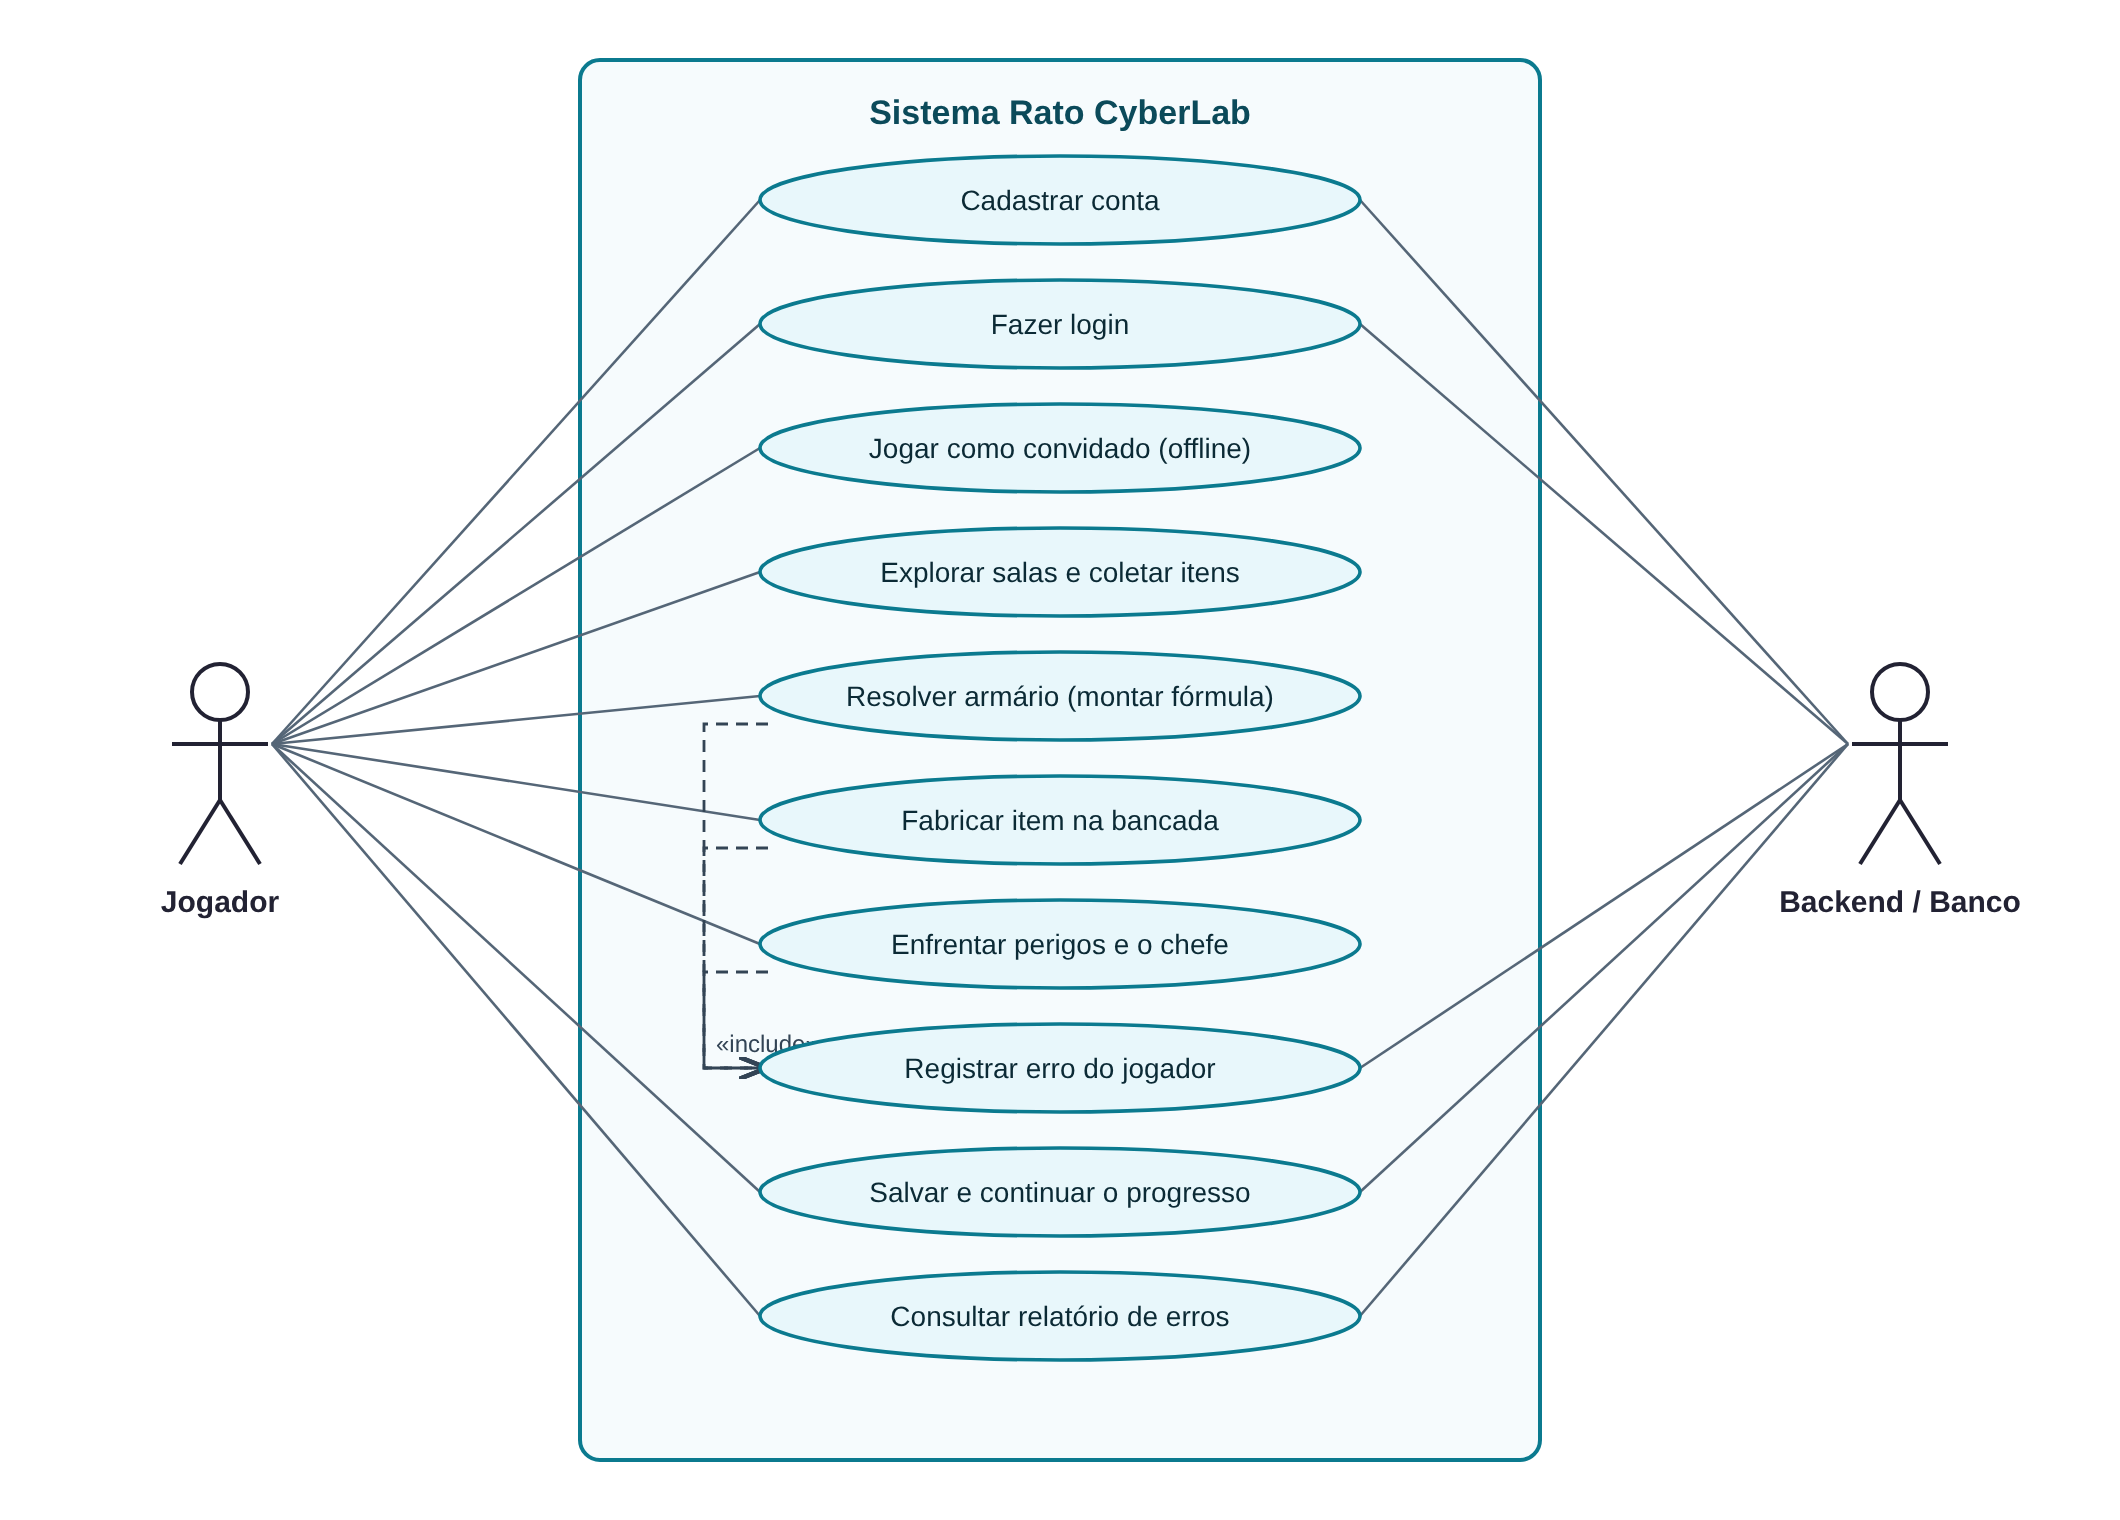 Sistema Rato CyberLab
Cadastrar conta
Fazer login
Jogar como convidado (offline)
Explorar salas e coletar itens
Resolver armário (montar fórmula)
Fabricar item na bancada
Jogador
Backend / Banco
Enfrentar perigos e o chefe
«include»
Registrar erro do jogador
Salvar e continuar o progresso
Consultar relatório de erros